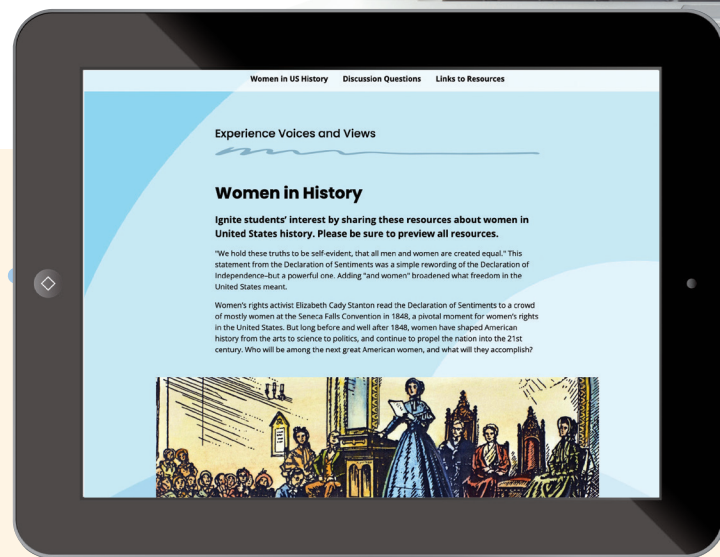 Women in US History Discussion Questions Links to Resources
Experience Voices and Views
Women in History
Ignite students' interest by sharing these resources about women in
United States history. Please be sure to preview all resources.
"We hold these truths to be self-evident, that all men and women are created equal." This
statement from the Declaration of Sentiments was a simple rewording of the Declaration of
Independence–but a powerful one. Adding "and women" broadened what freedom in the
United States meant.
Women's rights activist Elizabeth Cady Stanton read the Declaration of Sentiments to a crowd
of mostly women at the Seneca Falls Convention in 1848, a pivotal moment for women's rights
in the United States. But long before and well after 1848, women have shaped American
history from the arts to science to politics, and continue to propel the nation into the 21st
century. Who will be among the next great American women, and what will they accomplish?